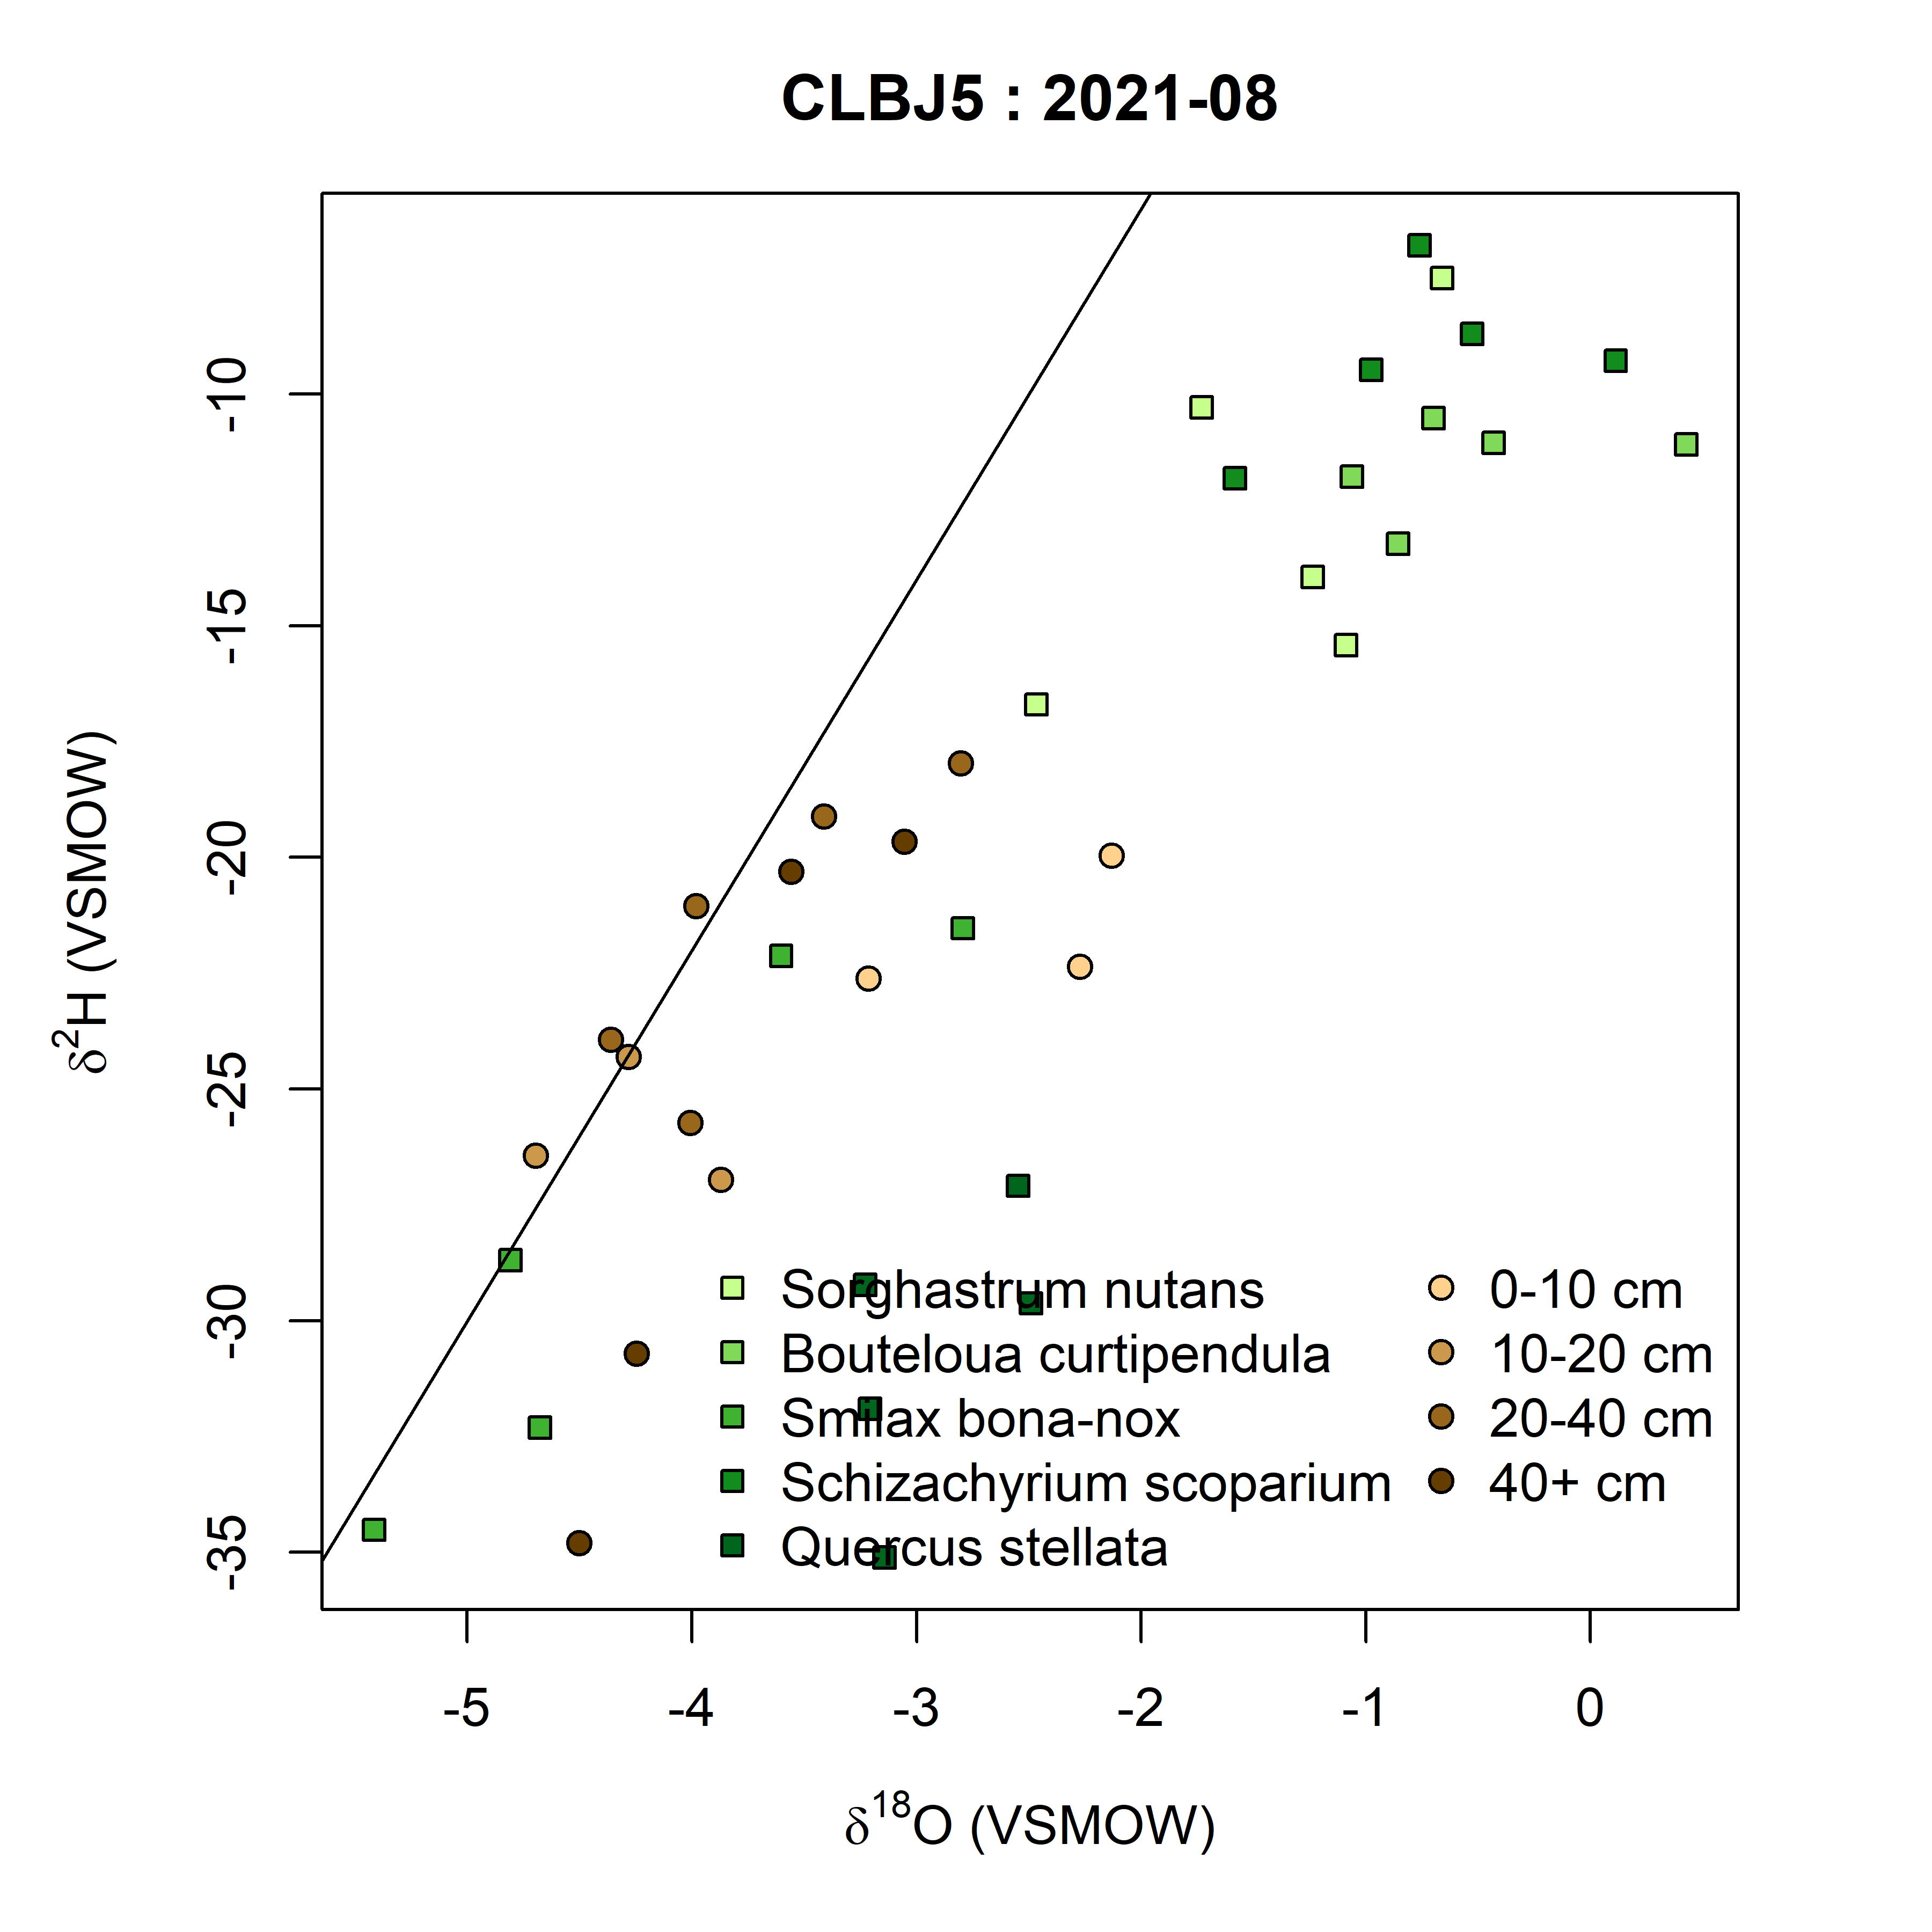 CLBJ5 : 2021-08
-10
-15
-20
-25
-30
-35
δ2H (VSMOW)
Sorghastrum nutans
Bouteloua curtipendula
Smilax bona-nox
Schizachyrium scoparium
Quercus stellata
0-10 cm
10-20 cm
20-40 cm
40+ cm
-5 -4 -3 -2 -1 0
δ18O (VSMOW)